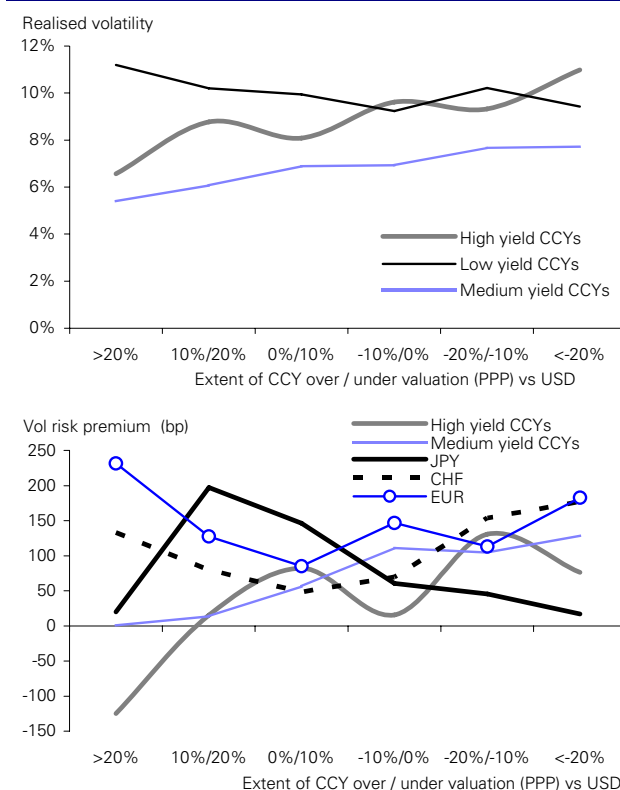 Realised volatility
12%
10%
8%
6%
4%
2%
0%
High yield CCYs
Low yield CCYs
Medium yield CCYs
>20% 10%/20% 0%/10% -10%/0% -20%/-10% <-20%
Extent of CCY over / under valuation (PPP) vs USD
Vol risk premium (bp)
High yield CCYs
Medium yield CCYs
JPY
CHF
EUR
250
200
150
100
50
0
-50
-100
-150
>20% 10%/20% 0%/10% -10%/0% -20%/-10% <-20%
Extent of CCY over / under valuation (PPP) vs USD